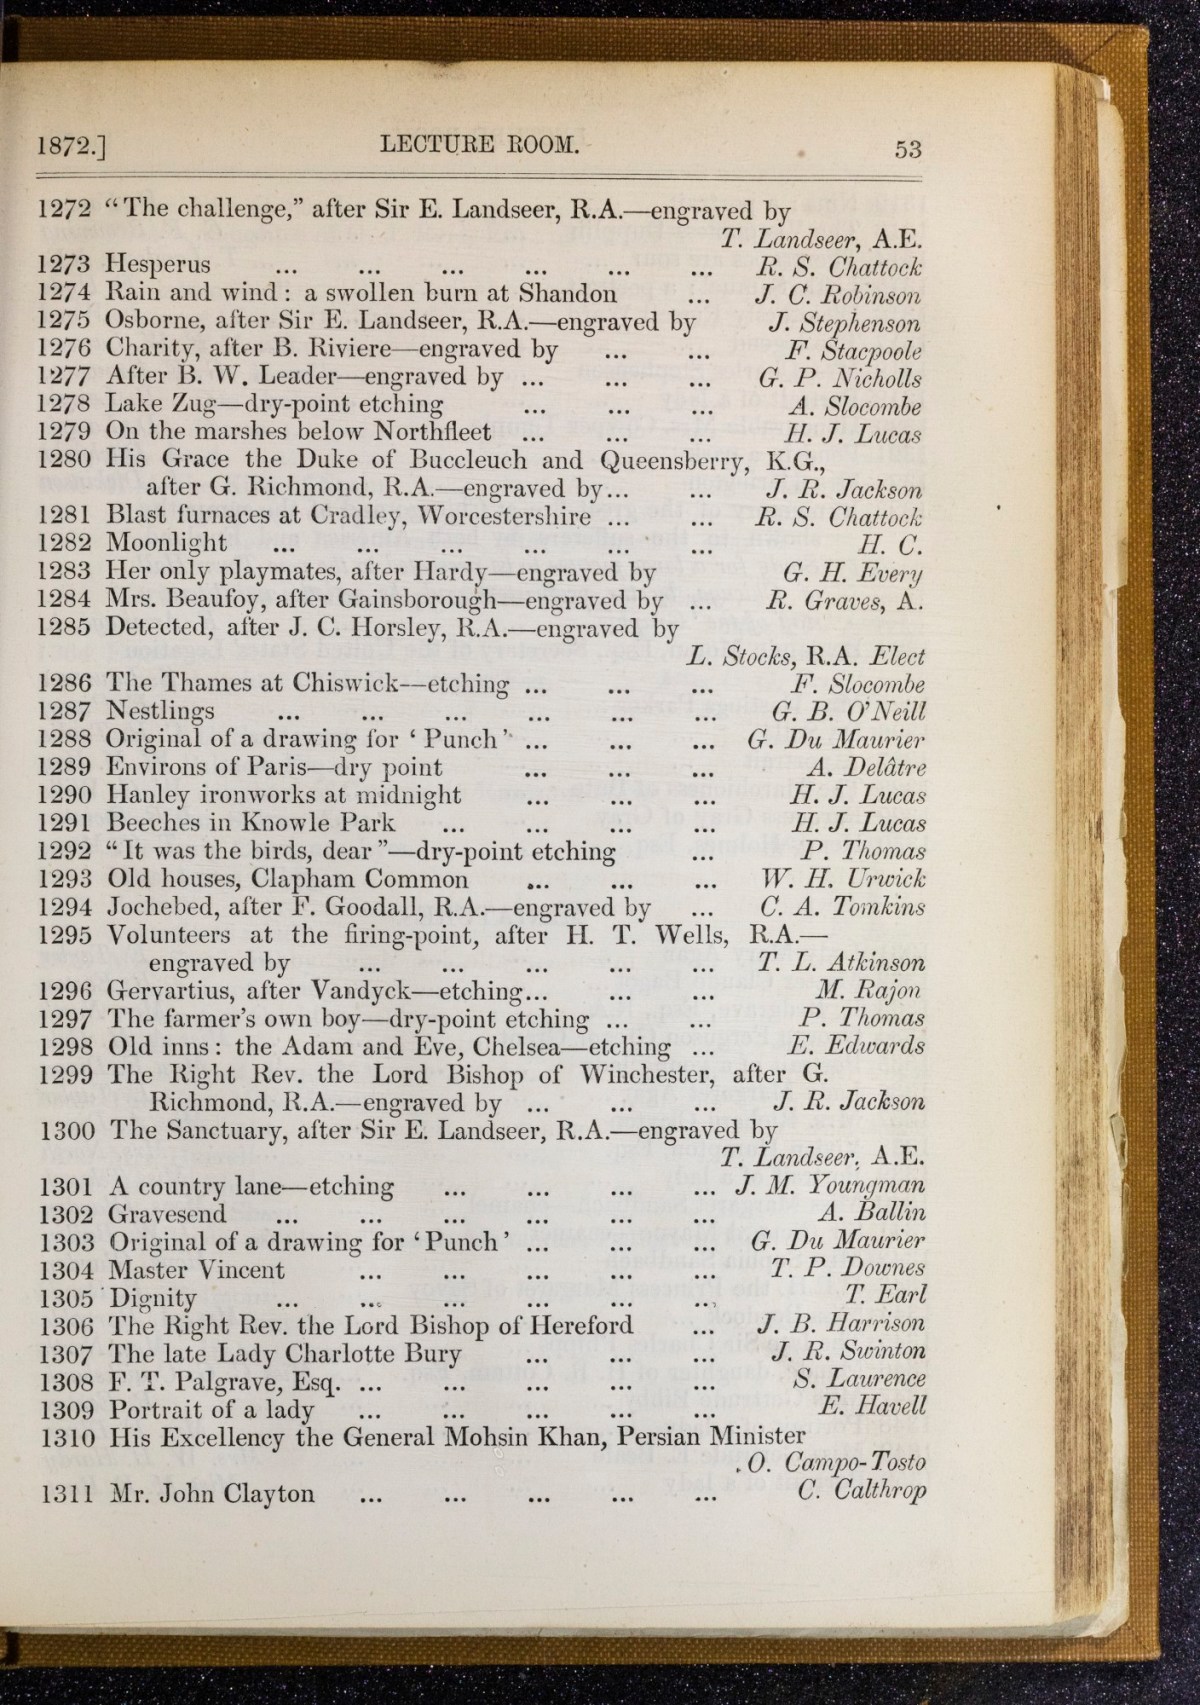 1872.] LECTURE ROOM. 53
1272 “The challenge,” after Sir E. Landseer, R.A.—engraved by
T. Landseer, A.E.
1273 Hesperus ... ... ... ... ... ... R. S. Chattock
1274 Rain and wind : a swollen burn at Shandon ... J. C. Robinson
1275 Osborne, after Sir E. Landseer, R.A.—engraved by J. Stephenson
1276 Charity, after B. Riviere—engraved by ... ... F. Stacpoole
1277 After B. W. Leader—engraved by ... ... ... G. P. Nicholls
1278 Lake Zug—dry-point etching ... ... ... A. Slocombe
1279 On the marshes below Northfleet ... ... ... H. J. Lucas
1280 His Grace the Duke of Buccleuch and Queensberry, K.G.,
after G. Richmond, R.A.—engraved by... ... J. R. Jackson
1281 Blast furnaces at Cradley, Worcestershire ... ... R. S. Chattock
1282 Moonlight ... ... ... ... ... ... H. C.
1283 Her only playmates, after Hardy—engraved by G. H. Every
1284 Mrs. Beaufoy, after Gainsborough—engraved by ... R. Graves, A.
1285 Detected, after J. C. Horsley, R.A.—engraved by
L. Stocks, R.A. Elect
1286 The Thames at Chiswick—etching ... ... ... F. Slocombe
1287 Nestlings ... ... ... ... ... ... G. B. O’Neill
1288 Original of a drawing for ‘ Punch ’ ... ... ... G. Du Maurier
1289 Environs of Paris—dry point ... ... ... A. Delâtre
1290 Hanley ironworks at midnight ... ... ... H. J. Lucas
1291 Beeches in Knowle Park ... ... ... ... H. J. Lucas
1292 “ It was the birds, dear ”—dry-point etching ... P. Thomas
1293 Old houses, Clapham Common ... ... ... W. H. Urwick
1294 Jochebed, after F. Goodall, R.A.—engraved by ... C. A. Tomkins
1295 Volunteers at the firing-point, after H. T. Wells, R.A.—
engraved by ... ... ... ... ... T. L. Atkinson
1296 Gervartius, after Vandyck—etching... ... ... M. Rajon
1297 The farmer’s own boy—dry-point etching ... ... P. Thomas
1298 Old inns : the Adam and Eve, Chelsea—etching ... E. Edwards
1299 The Right Rev. the Lord Bishop of Winchester, after G.
Richmond, R.A.—engraved by ... ... ... J. R. Jackson
1300 The Sanctuary, after Sir E. Landseer, R.A.—engraved by
T. Landseer, A.E.
1301 A country lane—etching ... ... ... ... J. M. Youngman
1302 Gravesend ... ... ... ... ... ... A. Ballin
1303 Original of a drawing for ‘ Punch ’ ... ... ... G. Du Maurier
1304 Master Vincent ... ... ... ... ... T. P. Downes
1305 Dignity ... ... ... ... ... ... T. Earl
1306 The Right Rev. the Lord Bishop of Hereford ... J. B. Harrison
1307 The late Lady Charlotte Bury ... ... ... J. R. Swinton
1308 F. T. Palgrave, Esq. ... ... ... ... ... S. Laurence
1309 Portrait of a lady ... ... ... ... ... E. Havell
1310 His Excellency the General Mohsin Khan, Persian Minister
O. Campo-Tosto
1311 Mr. John Clayton ... ... ... ... ... C. Calthrop